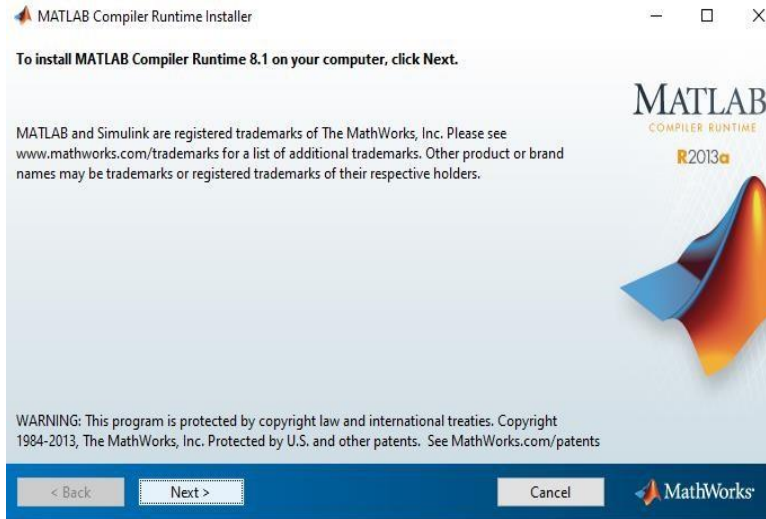 MATLAB Compiler Runtime Installer
To install MATLAB Compiler Runtime 8.1 on your computer, click Next.
MATLAB
COMPILER RUNTIME
R2013a
MATLAB and Simulink are registered trademarks of The MathWorks, Inc. Please see
www.mathworks.com/trademarks for a list of additional trademarks. Other product or brand
names may be trademarks or registered trademarks of their respective holders.
WARNING: This program is protected by copyright law and international treaties. Copyright
1984-2013, The MathWorks, Inc. Protected by U.S. and other patents. See MathWorks.com/patents
< Back
Next >
Cancel
MathWorks®